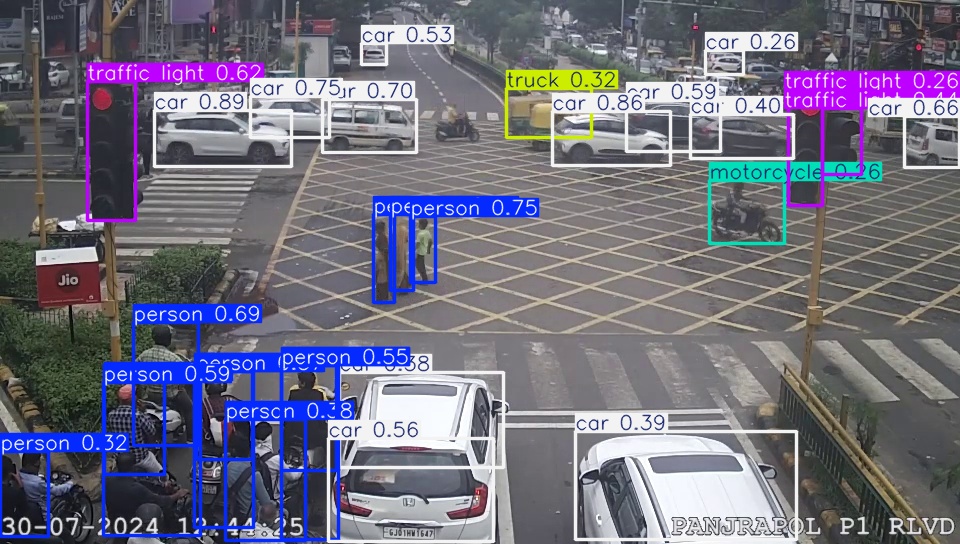 car 0.53
car 0.26
traffic light 0.62
car 0.75
car 0.70
truck 0.32
car 0.59
traffic light 0.26
traffic
car 0.89
car 0.86
car 0.40
car 0.66
motorcycle 0.26
person 0.75
Jio
person 0.69
person 0.55
person 0.59
person 0.38
car 0.56
car 0.39
person 0.32
GJ01HW1647
30-07-2024 12:44:25
PANJRAPOL P1 RLVD